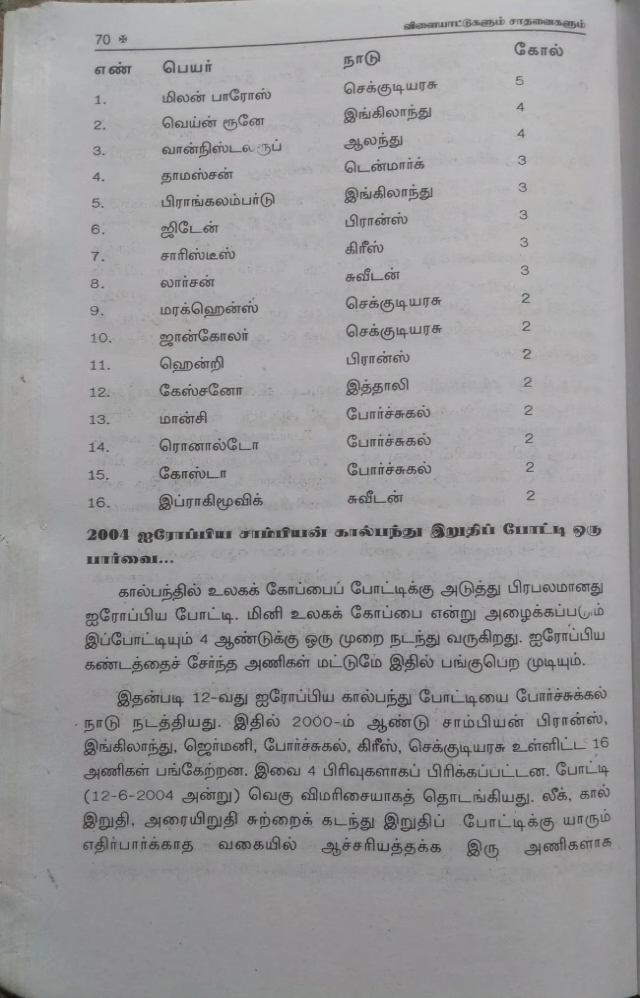 70 ✠ விளையாட்டுகளும் சாதனைகளும்
எண் பெயர் நாடு கோல்
1. மிலன் பாரோஸ் செக்குடியரசு 5
2. வெய்ன் ரூனே இங்கிலாந்து 4
3. வான்நிஸ்டலரூப் ஆலந்து 4
4. தாமஸ்சன் டென்மார்க் 3
5. பிராங்கலம்பர்டு இங்கிலாந்து 3
6. ஜிடேன் பிரான்ஸ் 3
7. சாரிஸ்டீஸ் கிரீஸ் 3
8. லார்சன் சுவீடன் 3
9. மரக்ஹென்ஸ் செக்குடியரசு 2
10. ஜான்கோலர் செக்குடியரசு 2
11. ஹென்றி பிரான்ஸ் 2
12. கேஸ்சனோ இத்தாலி 2
13. மான்சி போர்ச்சுகல் 2
14. ரொனால்டோ போர்ச்சுகல் 2
15. கோஸ்டா போர்ச்சுகல் 2
16. இப்ராகிமூவிக் சுவீடன் 2
2004 ஐரோப்பிய சாம்பியன் கால்பந்து இறுதிப் போட்டி ஒரு
பார்வை...
கால்பந்தில் உலகக் கோப்பைப் போட்டிக்கு அடுத்து பிரபலமானது
ஐரோப்பிய போட்டி. மினி உலகக் கோப்பை என்று அழைக்கப்படும்
இப்போட்டியும் 4 ஆண்டுக்கு ஒரு முறை நடந்து வருகிறது. ஐரோப்பிய
கண்டத்தைச் சேர்ந்த அணிகள் மட்டுமே இதில் பங்குபெற முடியும்.
இதன்படி 12-வது ஐரோப்பிய கால்பந்து போட்டியை போர்ச்சுக்கல்
நாடு நடத்தியது. இதில் 2000-ம் ஆண்டு சாம்பியன் பிரான்ஸ்,
இங்கிலாந்து, ஜெர்மனி, போர்ச்சுகல், கிரீஸ், செக்குடியரசு உள்ளிட்ட 16
அணிகள் பங்கேற்றன. இவை 4 பிரிவுகளாகப் பிரிக்கப்பட்டன. போட்டி
(12-6-2004 அன்று) வெகு விமரிசையாகத் தொடங்கியது. லீக், கால்
இறுதி, அரையிறுதி சுற்றைக் கடந்து இறுதிப் போட்டிக்கு யாரும்
எதிர்பார்க்காத வகையில் ஆச்சரியத்தக்க இரு அணிகளாக